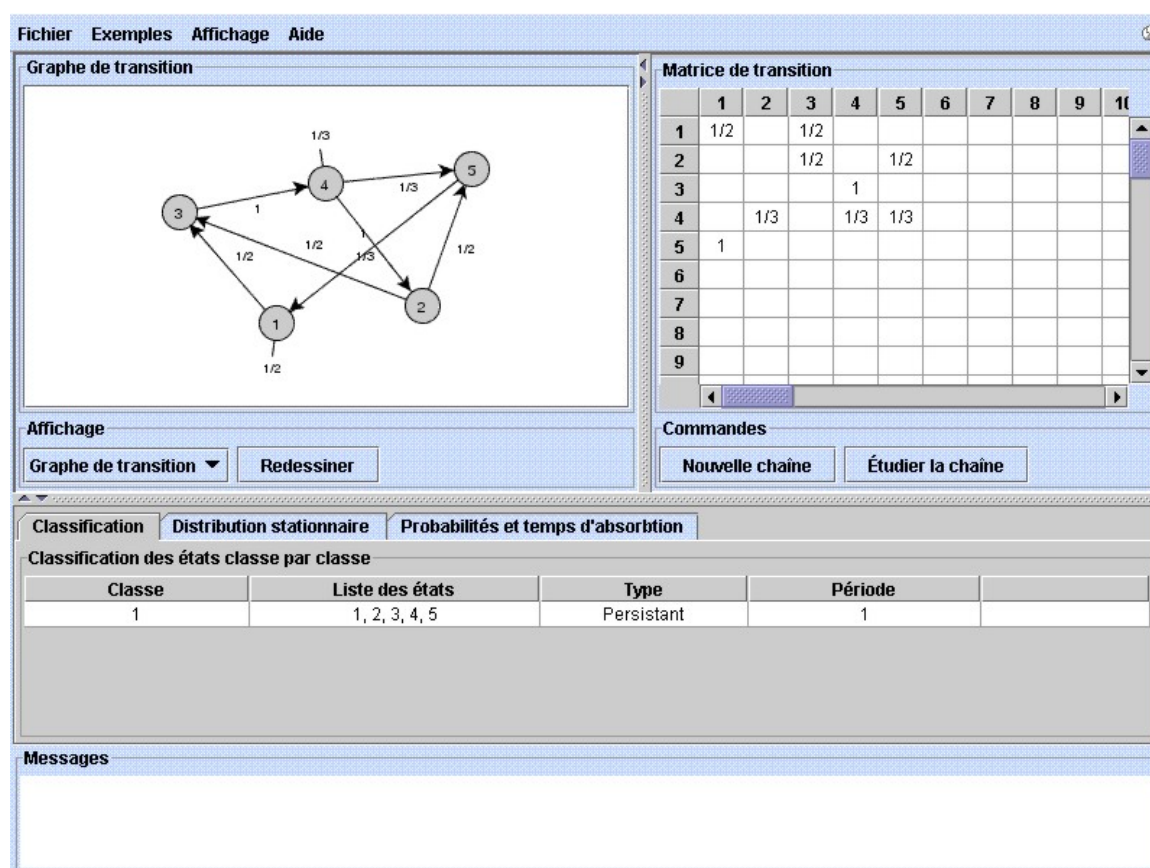 Fichier Exemples Affichage Aide
Graphe de transition
1/3
5
4
1/3
3
1
1/2
1
1/2
1/3
1/2
2
1
1/2
Affichage
Graphe de transition Redessiner
Matrice de transition
1 2 3 4 5 6 7 8 9 10
1 1/2 1/2
2 1/2 1/2
3 1
4 1/3 1/3 1/3
5 1
6
7
8
9
Commandes
Nouvelle chaîne Étudier la chaîne
Classification Distribution stationnaire Probabilités et temps d'absorbtion
Classification des états classe par classe
Classe Liste des états Type Période
1 1, 2, 3, 4, 5 Persistant 1
Messages